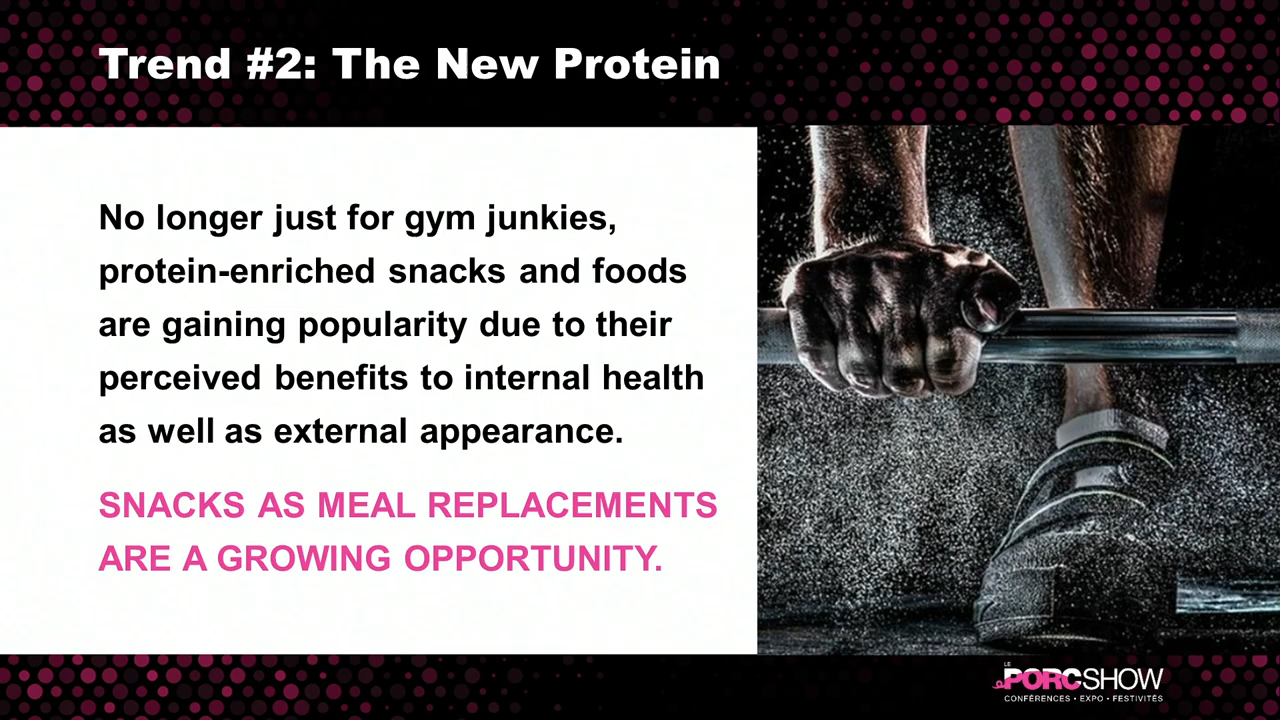 Trend #2: The New Protein
No longer just for gym junkies,
protein-enriched snacks and foods
are gaining popularity due to their
perceived benefits to internal health
as well as external appearance.
SNACKS AS MEAL REPLACEMENTS
ARE A GROWING OPPORTUNITY.
LE
PORCSHOW
CONFÉRENCES • EXPO • FESTIVITÉS